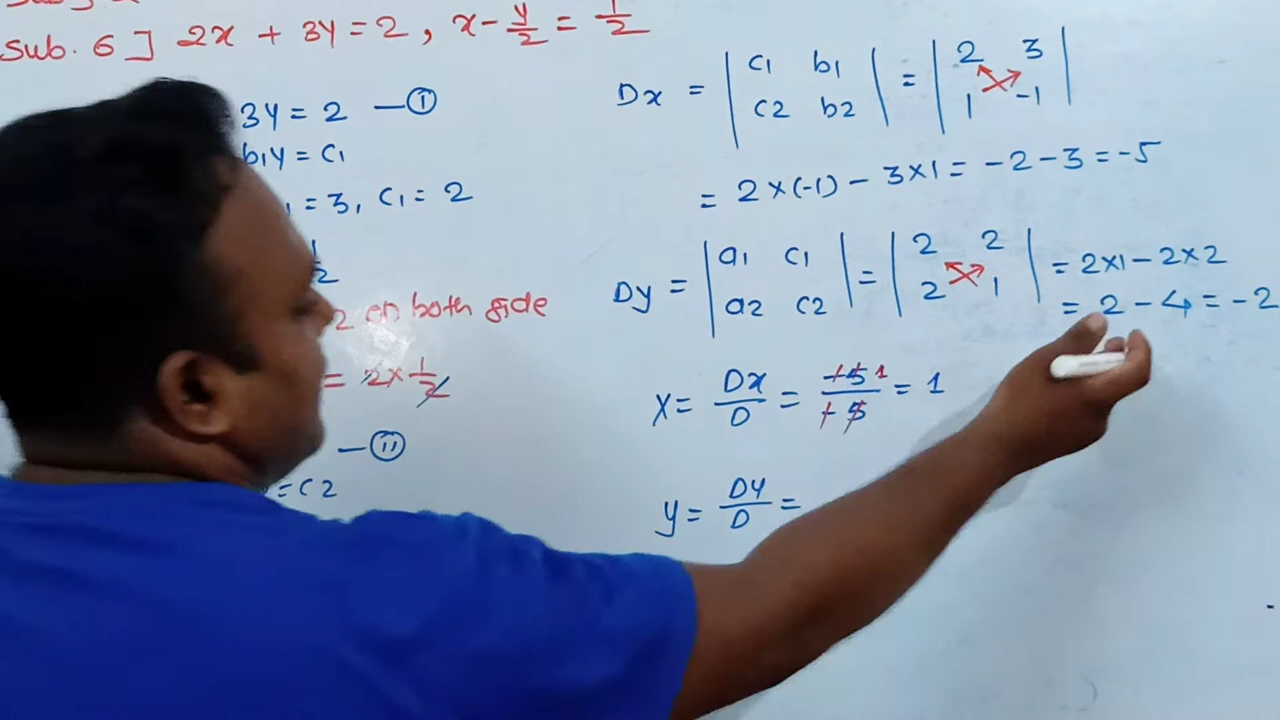 Sub. 6] 2x + 3y = 2, x - y/2 = 1/2
3y = 2 —(I)
b1y = c1
= 3, c1 = 2
2
2 on both side
= 2 × 1/2
—(II)
= c2
Dx = | c1 b1 | = | 2 3 |
| c2 b2 | | 1 -1 |
= 2×(-1) - 3×1 = -2 - 3 = -5
Dy = | a1 c1 | = | 2 2 | = 2×1 - 2×2
| a2 c2 | | 2 1 | = 2 - 4 = -2
x = Dx/D = -5/-5 1 = 1
y = Dy/D =